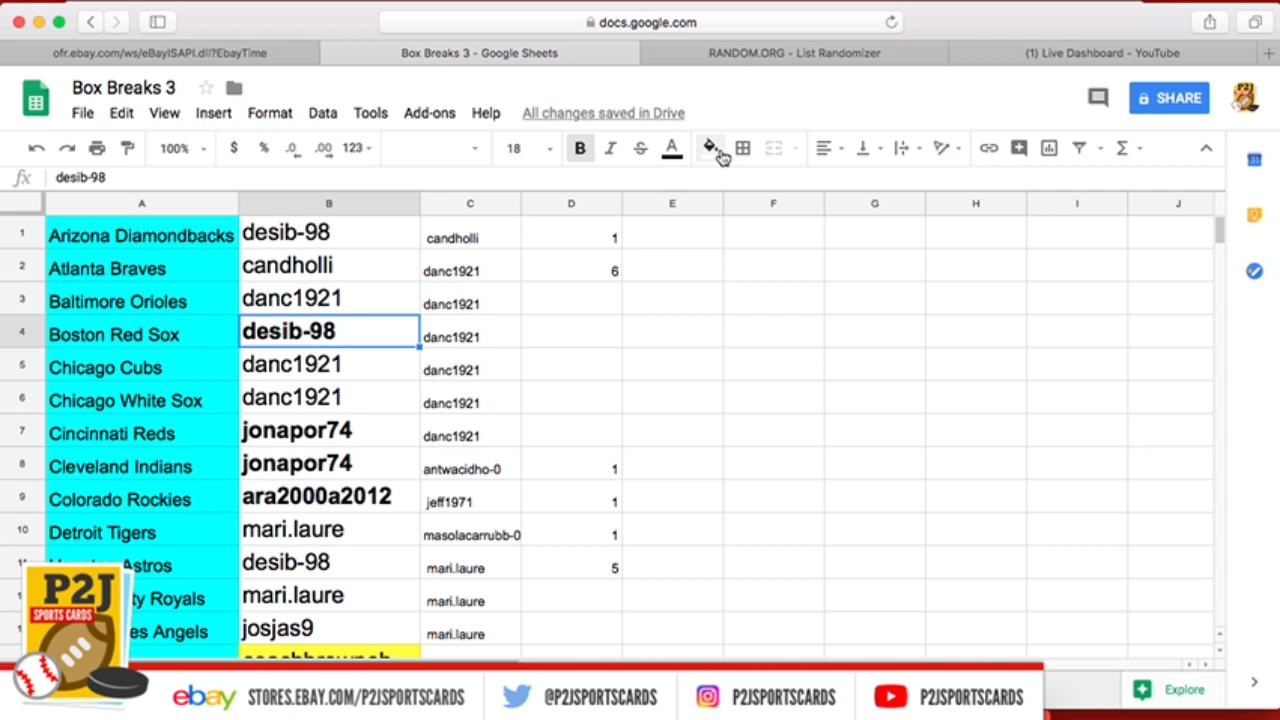 docs.google.com
ofr.ebay.com/ws/eBayISAPI.dll?EbayTime
Box Breaks 3 - Google Sheets
RANDOM.ORG - List Randomizer
(1) Live Dashboard - YouTube
Box Breaks 3
File Edit View Insert Format Data Tools Add-ons Help All changes saved in Drive
SHARE
100% $ % .0 .00 123 18 B I S A
fx desib-98
A B C D E F G H I J
1 Arizona Diamondbacks desib-98 candholli 1
2 Atlanta Braves candholli danc1921 6
3 Baltimore Orioles danc1921 danc1921
4 Boston Red Sox desib-98 danc1921
5 Chicago Cubs danc1921 danc1921
6 Chicago White Sox danc1921 danc1921
7 Cincinnati Reds jonapor74 danc1921
8 Cleveland Indians jonapor74 antwacidho-0 1
9 Colorado Rockies ara2000a2012 jeff1971 1
10 Detroit Tigers mari.laure masolacarrubb-0 1
Astros desib-98 mari.laure 5
ty Royals mari.laure mari.laure
es Angels josjas9 mari.laure
P2J
SPORTS CARDS
ebay STORES.EBAY.COM/P2JSPORTSCARDS
@P2JSPORTSCARDS
P2JSPORTSCARDS
P2JSPORTSCARDS
Explore